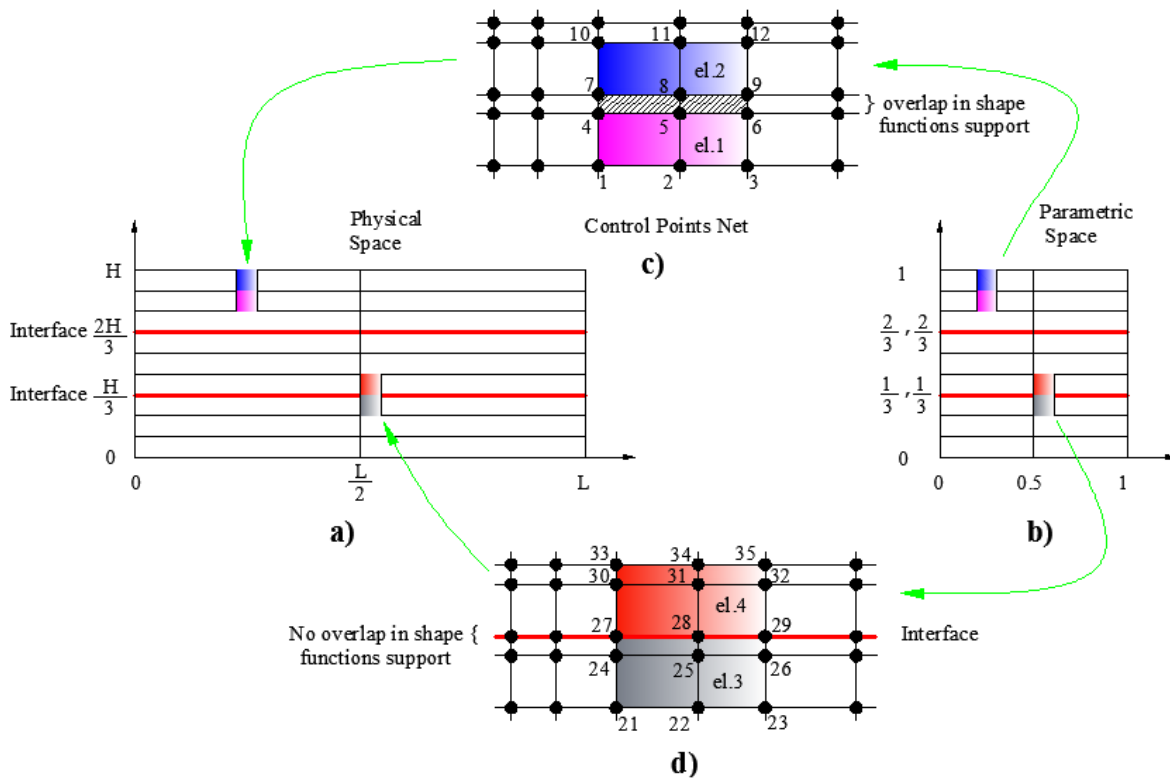 10 11 12
el.2
7 8 9
} overlap in shape
functions support
4 5 6
el.1
1 2 3
Control Points Net
c)
Physical
Space
H
Interface 2H/3
Interface H/3
0
0 L/2 L
a)
Parametric
Space
1
2/3 , 2/3
1/3 , 1/3
0
0 0.5 1
b)
33 34 35
30 31 32
el.4
27 28 29
No overlap in shape {
functions support
Interface
24 25 26
el.3
21 22 23
d)